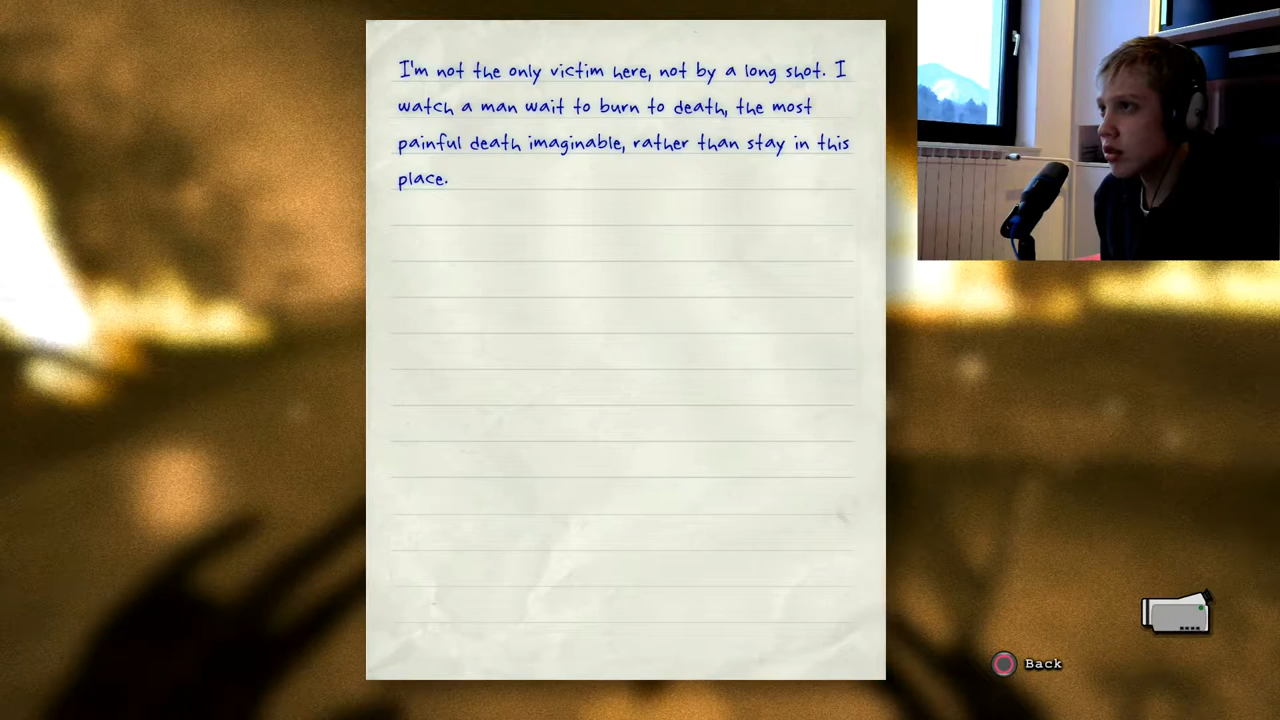 I'm not the only victim here, not by a long shot. I
watch a man wait to burn to death, the most
painful death imaginable, rather than stay in this
place.
Back